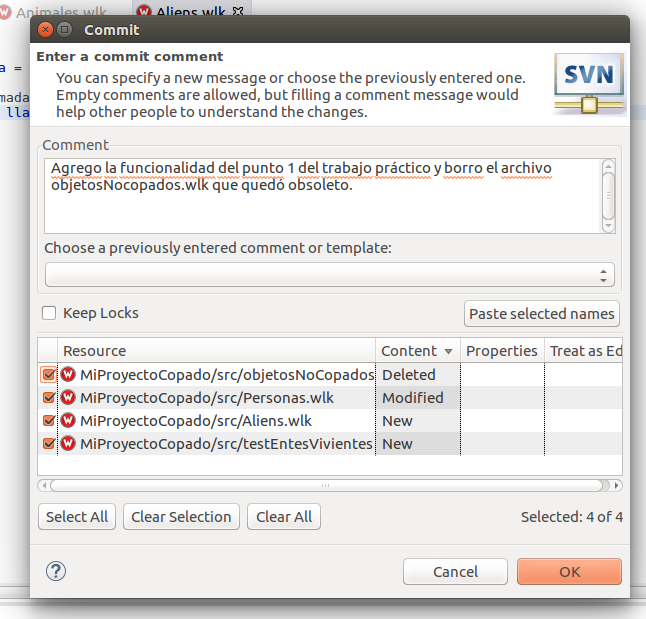 Animales.wlk Aliens.wlk
Commit
a =
mada
lla
Enter a commit comment
You can specify a new message or choose the previously entered one.
Empty comments are allowed, but filling a comment message would
help other people to understand the changes.
SVN
Comment
Agrego la funcionalidad del punto 1 del trabajo práctico y borro el archivo
objetosNocopados.wlk que quedó obsoleto.
Choose a previously entered comment or template:
Keep Locks
Paste selected names
Resource Content Properties Treat as Ed
W MiProyectoCopado/src/objetosNoCopados Deleted
W MiProyectoCopado/src/Personas.wlk Modified
W MiProyectoCopado/src/Aliens.wlk New
W MiProyectoCopado/src/testEntesVivientes New
Select All Clear Selection Clear All Selected: 4 of 4
? Cancel OK